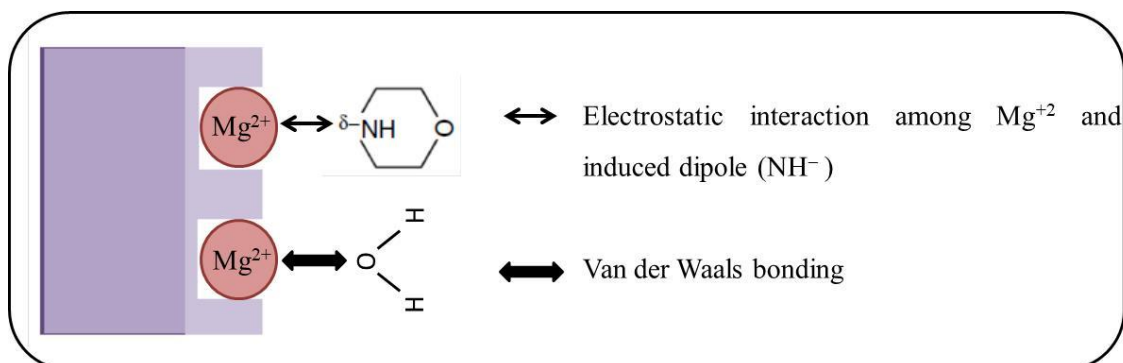 Mg²⁺
δ–NH
O
Electrostatic interaction among Mg⁺² and
induced dipole (NH⁻ )
H
Mg²⁺
O
H
Van der Waals bonding